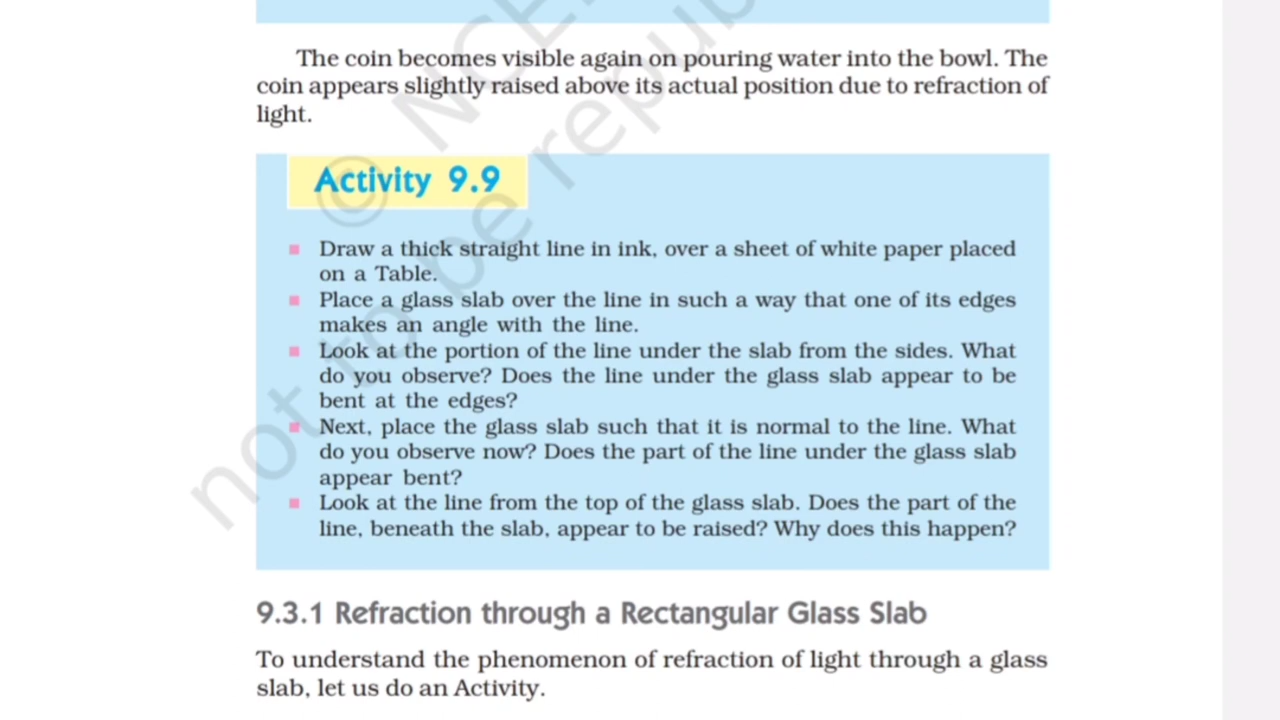 The coin becomes visible again on pouring water into the bowl. The
coin appears slightly raised above its actual position due to refraction of
light.
Activity 9.9
Draw a thick straight line in ink, over a sheet of white paper placed
on a Table.
Place a glass slab over the line in such a way that one of its edges
makes an angle with the line.
Look at the portion of the line under the slab from the sides. What
do you observe? Does the line under the glass slab appear to be
bent at the edges?
Next, place the glass slab such that it is normal to the line. What
do you observe now? Does the part of the line under the glass slab
appear bent?
Look at the line from the top of the glass slab. Does the part of the
line, beneath the slab, appear to be raised? Why does this happen?
9.3.1 Refraction through a Rectangular Glass Slab
To understand the phenomenon of refraction of light through a glass
slab, let us do an Activity.
© NCE
not to be repub